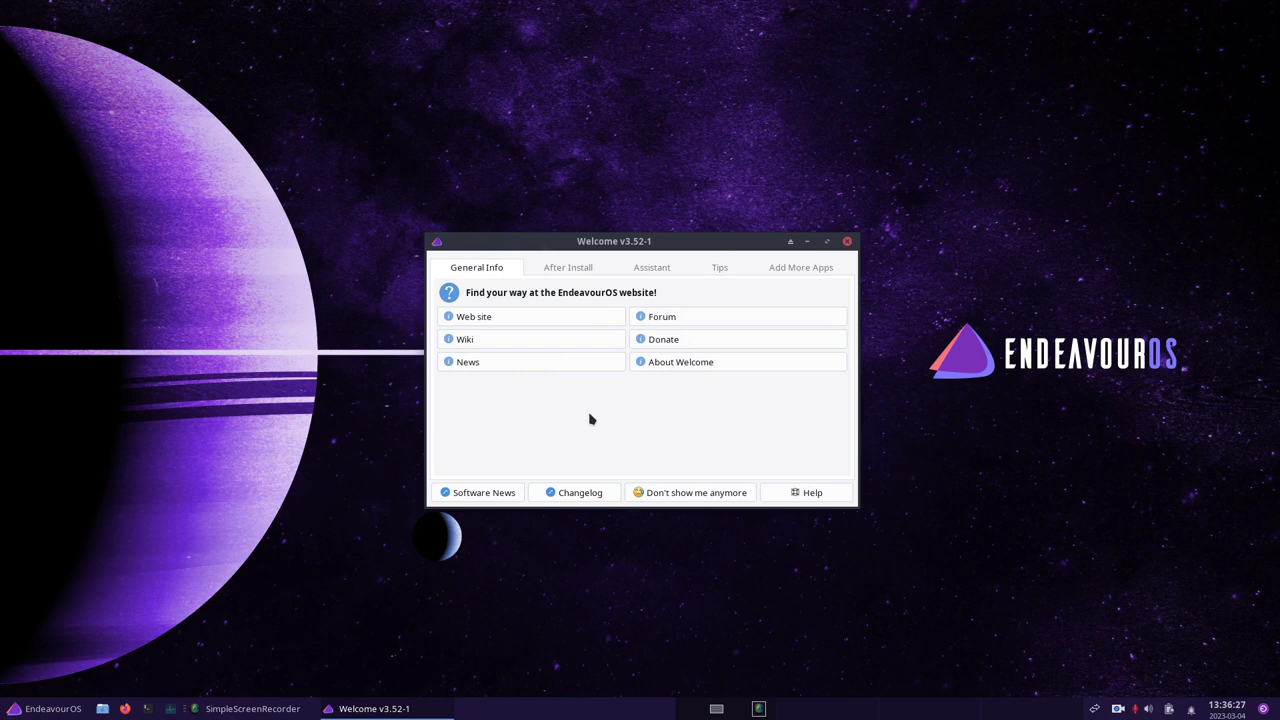 Welcome v3.52-1
General Info After Install Assistant Tips Add More Apps
Find your way at the EndeavourOS website!
Web site Forum
Wiki Donate
News About Welcome
ENDEAVOUROS
Software News Changelog Don't show me anymore Help
EndeavourOS SimpleScreenRecorder Welcome v3.52-1 13:36:27
2023-03-04